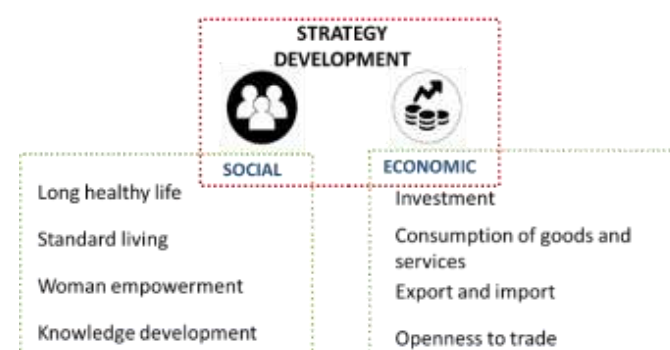 STRATEGY
DEVELOPMENT
SOCIAL
Long healthy life
Standard living
Woman empowerment
Knowledge development
ECONOMIC
Investment
Consumption of goods and
services
Export and import
Openness to trade